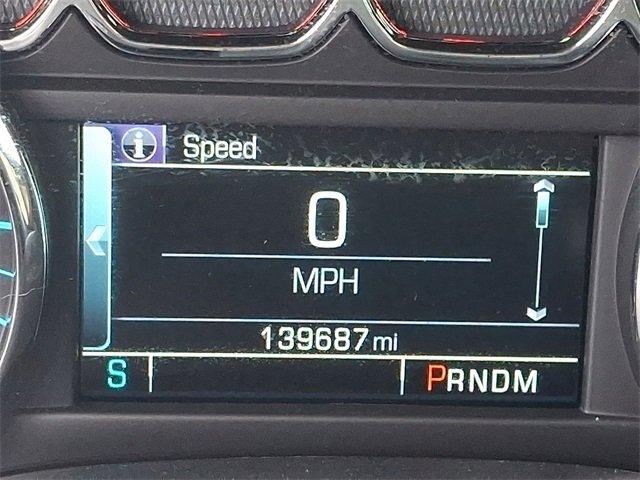 i Speed
0
MPH
139687 mi
S PRNDM